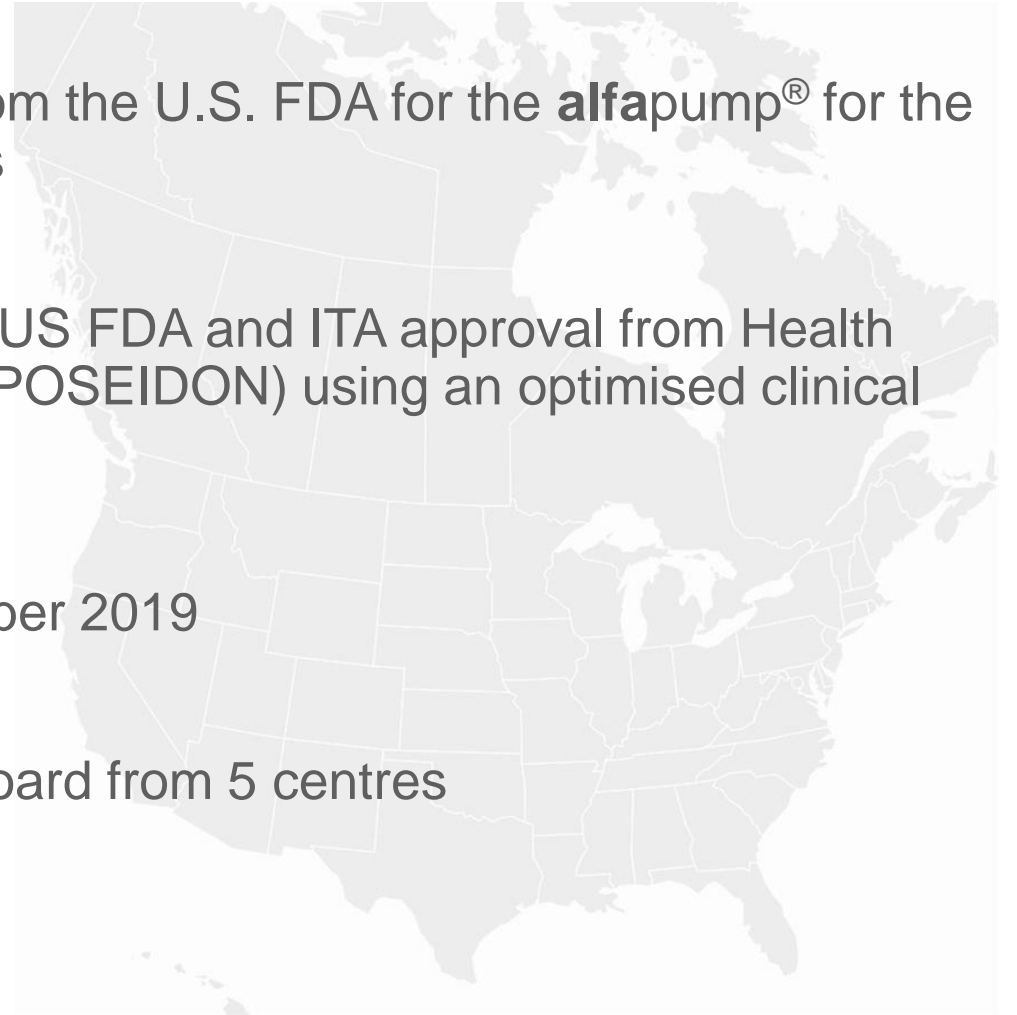 om the U.S. FDA for the alfapump® for the
s
US FDA and ITA approval from Health
POSEIDON) using an optimised clinical
ber 2019
oard from 5 centres